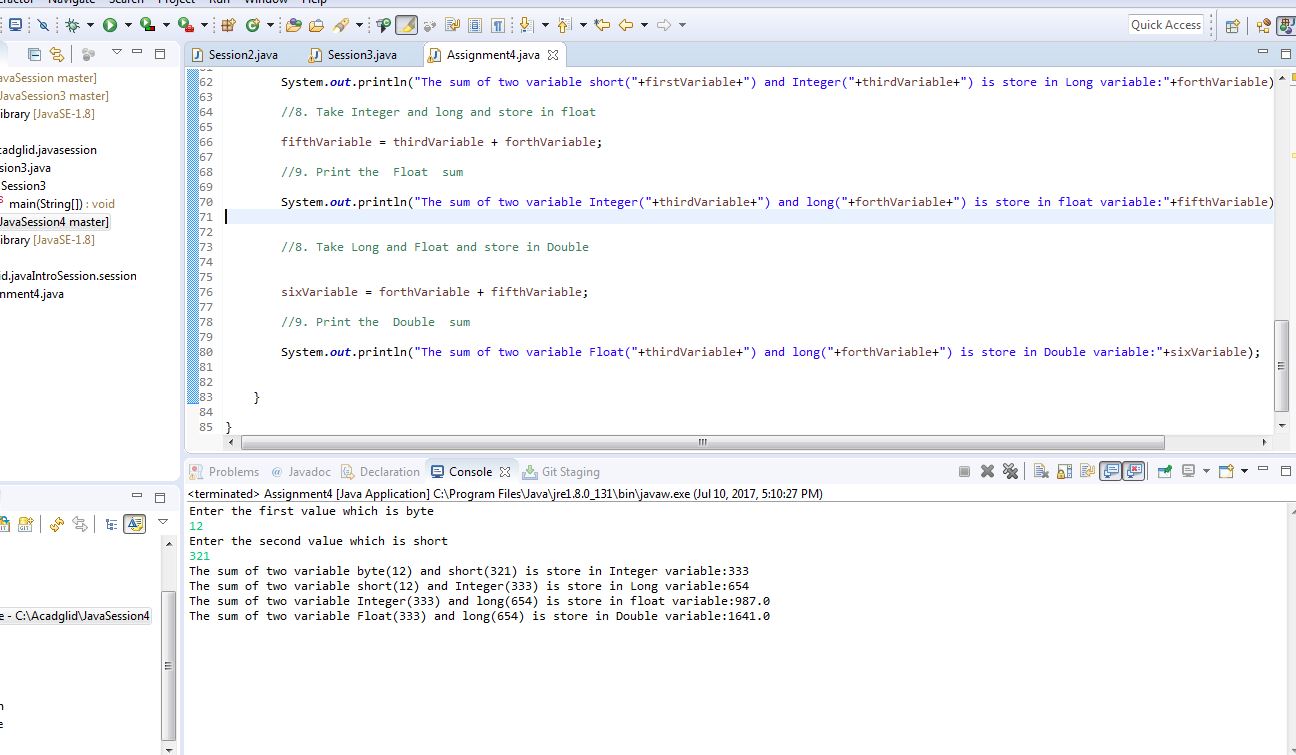 efactor Navigate Search Project Run Window Help
Quick Access
Session2.java Session3.java Assignment4.java
avaSession master]
JavaSession3 master]
ibrary [JavaSE-1.8]
cadglid.javasession
sion3.java
Session3
main(String[]) : void
JavaSession4 master]
ibrary [JavaSE-1.8]
id.javaIntroSession.session
nment4.java
e - C:\Acadglid\JavaSession4
n
e
61
62 System.out.println("The sum of two variable short("+firstVariable+") and Integer("+thirdVariable+") is store in Long variable:"+forthVariable)
63
64 //8. Take Integer and long and store in float
65
66 fifthVariable = thirdVariable + forthVariable;
67
68 //9. Print the  Float  sum
69
70 System.out.println("The sum of two variable Integer("+thirdVariable+") and long("+forthVariable+") is store in float variable:"+fifthVariable)
71
72
73 //8. Take Long and Float and store in Double
74
75
76 sixVariable = forthVariable + fifthVariable;
77
78 //9. Print the  Double  sum
79
80 System.out.println("The sum of two variable Float("+thirdVariable+") and long("+forthVariable+") is store in Double variable:"+sixVariable);
81
82
83 }
84
85 }
Problems @ Javadoc Declaration Console Git Staging
<terminated> Assignment4 [Java Application] C:\Program Files\Java\jre1.8.0_131\bin\javaw.exe (Jul 10, 2017, 5:10:27 PM)
Enter the first value which is byte
12
Enter the second value which is short
321
The sum of two variable byte(12) and short(321) is store in Integer variable:333
The sum of two variable short(12) and Integer(333) is store in Long variable:654
The sum of two variable Integer(333) and long(654) is store in float variable:987.0
The sum of two variable Float(333) and long(654) is store in Double variable:1641.0